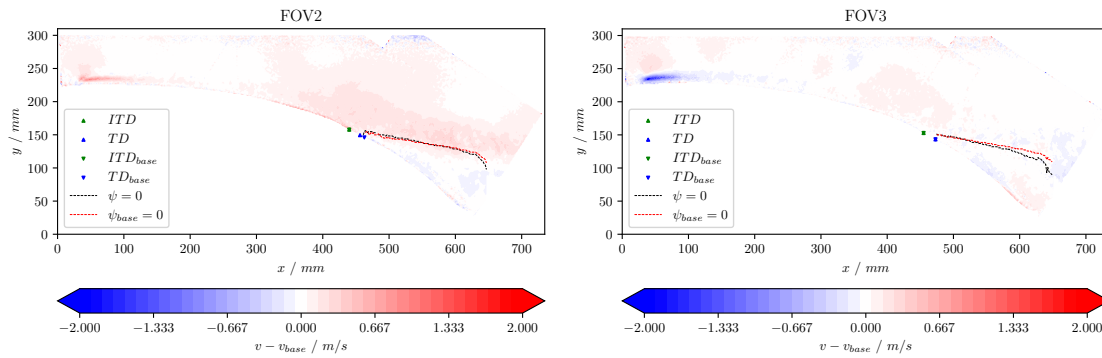 FOV2
y / mm
300
250
200
150
100
50
0
ITD
TD
ITD_base
TD_base
ψ = 0
ψ_base = 0
0 100 200 300 400 500 600 700
x / mm
−2.000 −1.333 −0.667 0.000 0.667 1.333 2.000
v − v_base / m/s
FOV3
y / mm
300
250
200
150
100
50
0
ITD
TD
ITD_base
TD_base
ψ = 0
ψ_base = 0
0 100 200 300 400 500 600 700
x / mm
−2.000 −1.333 −0.667 0.000 0.667 1.333 2.000
v − v_base / m/s